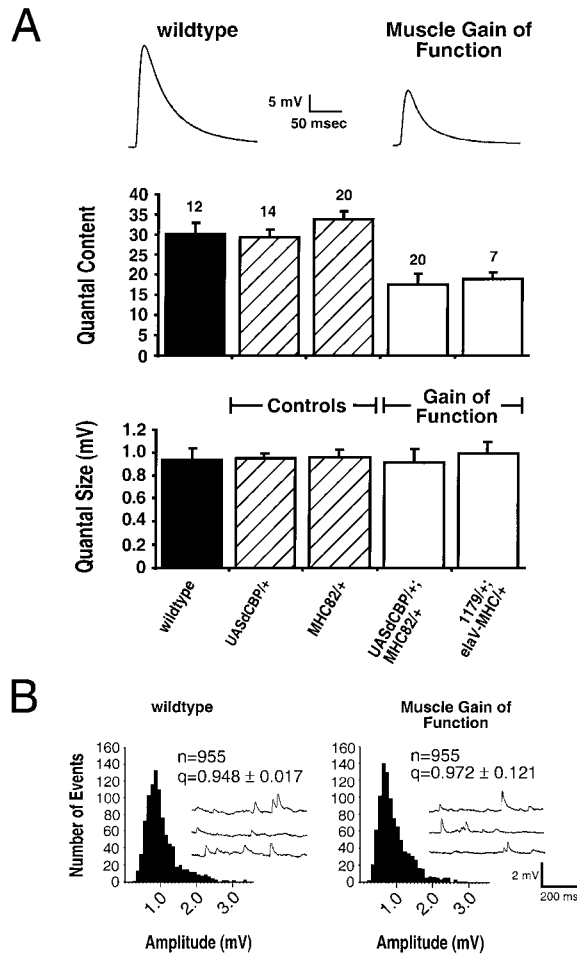 A
wildtype
Muscle Gain of
Function
5 mV
50 msec
Quantal Content
40
35
30
25
20
15
10
5
0
12
14
20
20
7
Controls
Gain of
Function
Quantal Size (mV)
1.2
1.0
0.8
0.6
0.4
0.2
0
wildtype
UASdCBP/+
MHC82/+
UASdCBP/+;
MHC82/+
1179/+;
elaV-MHC/+
B
wildtype
Muscle Gain of
Function
Number of Events
160
140
120
100
80
60
40
20
0
n=955
q=0.948 ± 0.017
1.0
2.0
3.0
Amplitude (mV)
160
140
120
100
80
60
40
20
0
n=955
q=0.972 ± 0.121
1.0
2.0
3.0
Amplitude (mV)
2 mV
200 ms